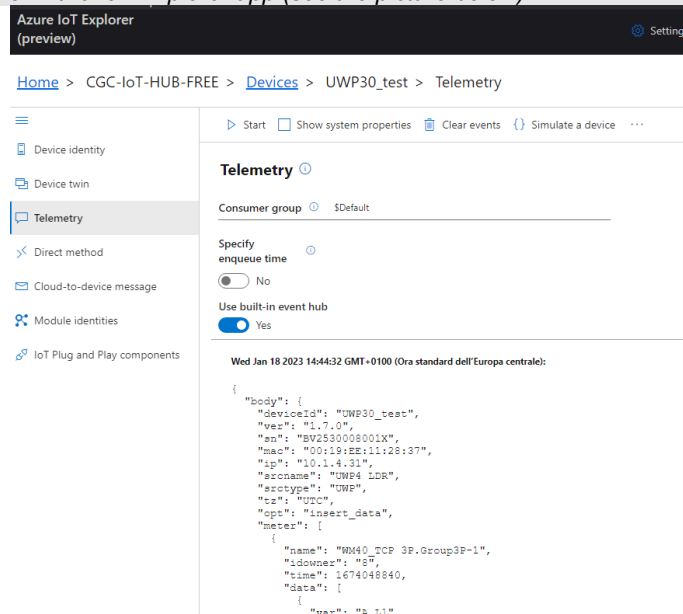 Azure IoT Explorer
(preview)
Setting
Home > CGC-IoT-HUB-FREE > Devices > UWP30_test > Telemetry
Start Show system properties Clear events {} Simulate a device ...
Device identity
Device twin
Telemetry
Direct method
Cloud-to-device message
Module identities
IoT Plug and Play components
Telemetry
Consumer group $Default
Specify
enqueue time
No
Use built-in event hub
Yes
Wed Jan 18 2023 14:44:32 GMT+0100 (Ora standard dell'Europa centrale):
{
"body": {
"deviceId": "UWP30_test",
"ver": "1.7.0",
"sn": "BV2530008001X",
"mac": "00:19:EE:11:28:37",
"ip": "10.1.4.31",
"srcname": "UWP4 LDR",
"srctype": "UWP",
"tz": "UTC",
"opt": "insert_data",
"meter": [
{
"name": "WM40_TCP 3P.Group3P-1",
"idowner": "8",
"time": 1674048840,
"data": [
{
"var": "A L1"